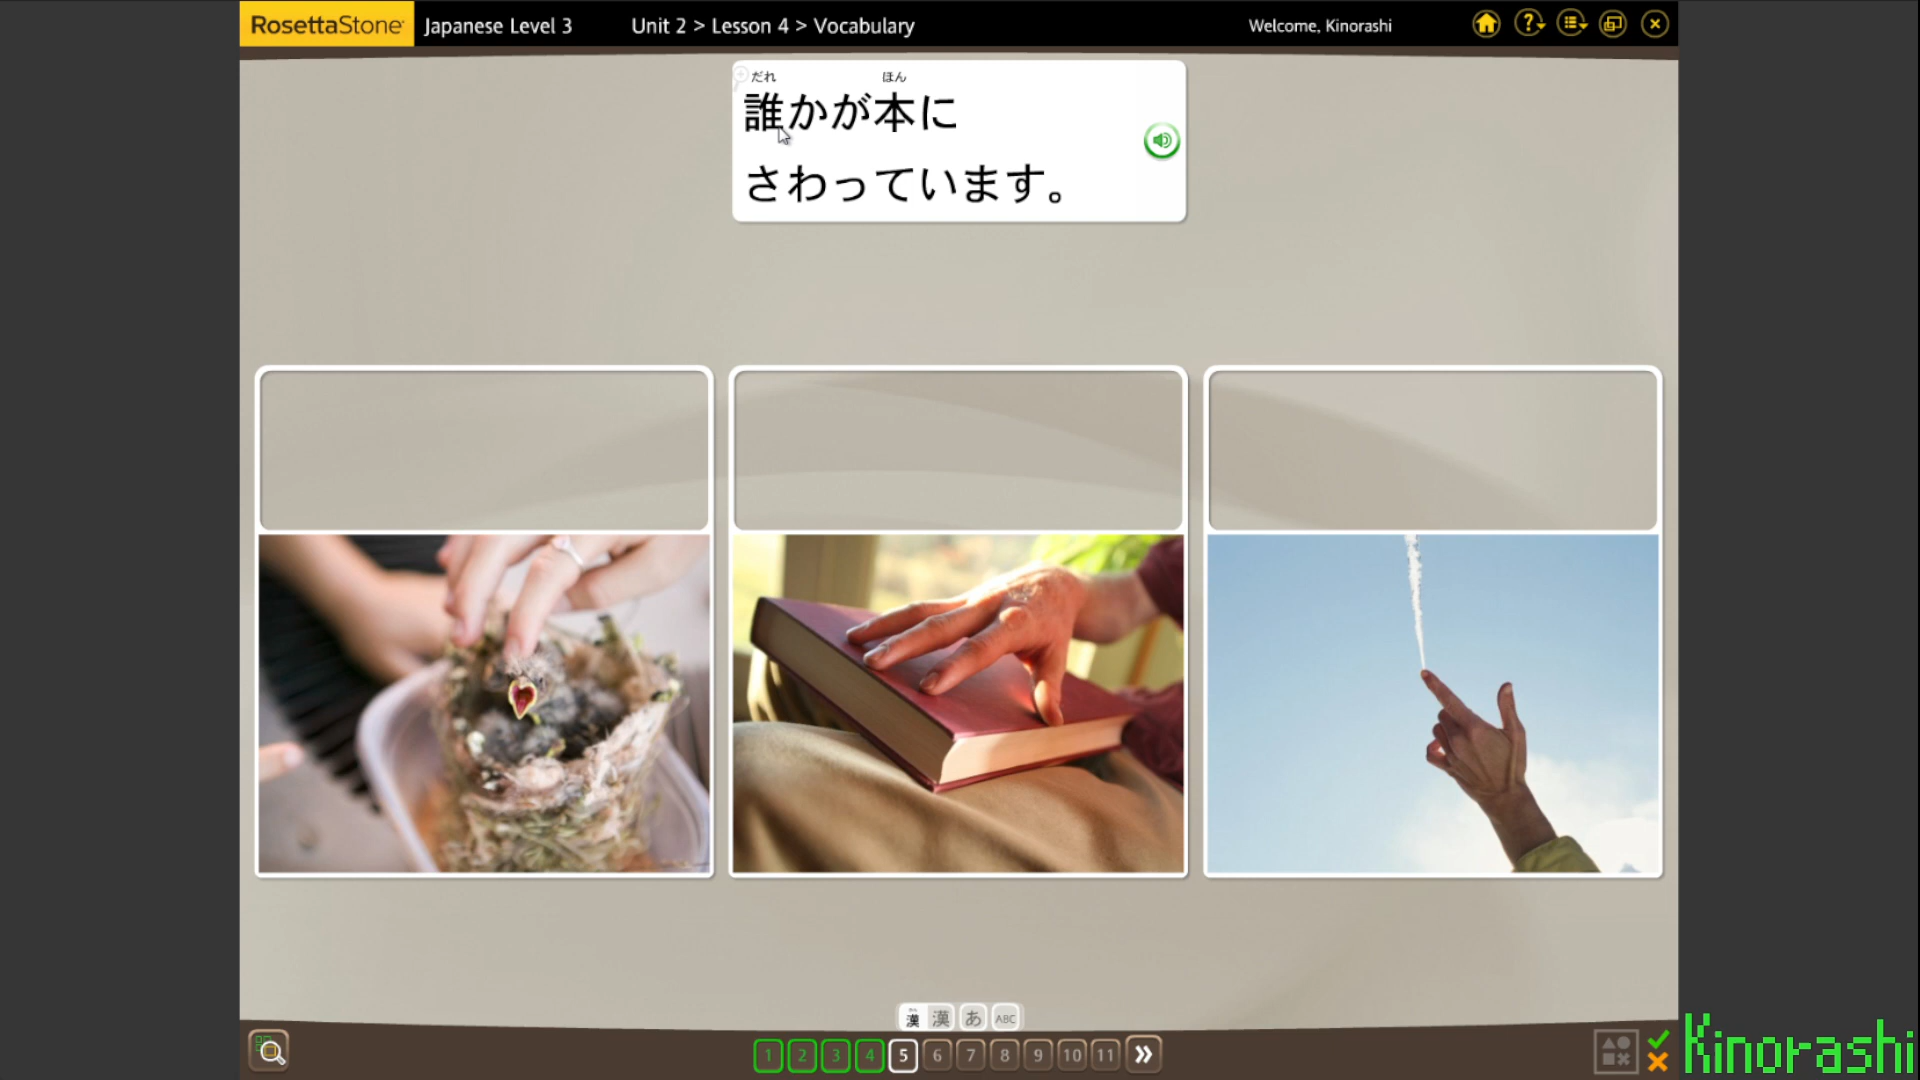 RosettaStone Japanese Level 3 Unit 2 > Lesson 4 > Vocabulary Welcome, Kinorashi
だれ ほん
誰かが本に
さわっています。
漢 漢 あ ABC
1 2 3 4 5 6 7 8 9 10 11
Kinorashi